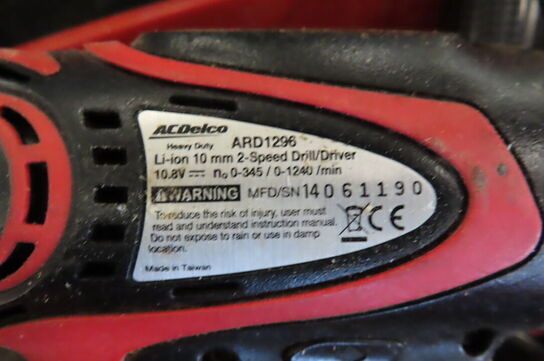 ACDelco
Heavy Duty ARD1296
Li-ion 10 mm 2-Speed Drill/Driver
10.8V ⎓ n₀ 0-345 / 0-1240 /min
WARNING MFD/SN 14 061190
To reduce the risk of injury, user must
read and understand instruction manual.
Do not expose to rain or use in damp
location.
CE
Made in Taiwan